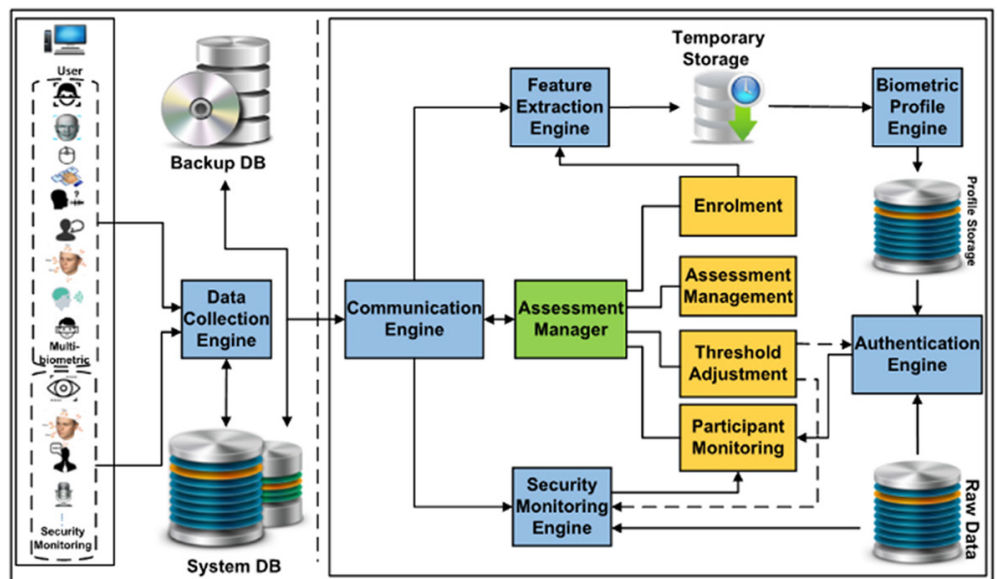 User
Multi-
biometric
Security
Monitoring
Backup DB
Data
Collection
Engine
System DB
Communication
Engine
Feature
Extraction
Engine
Temporary
Storage
Biometric
Profile
Engine
Profile Storage
Enrolment
Assessment
Management
Assessment
Manager
Threshold
Adjustment
Authentication
Engine
Participant
Monitoring
Security
Monitoring
Engine
Raw Data